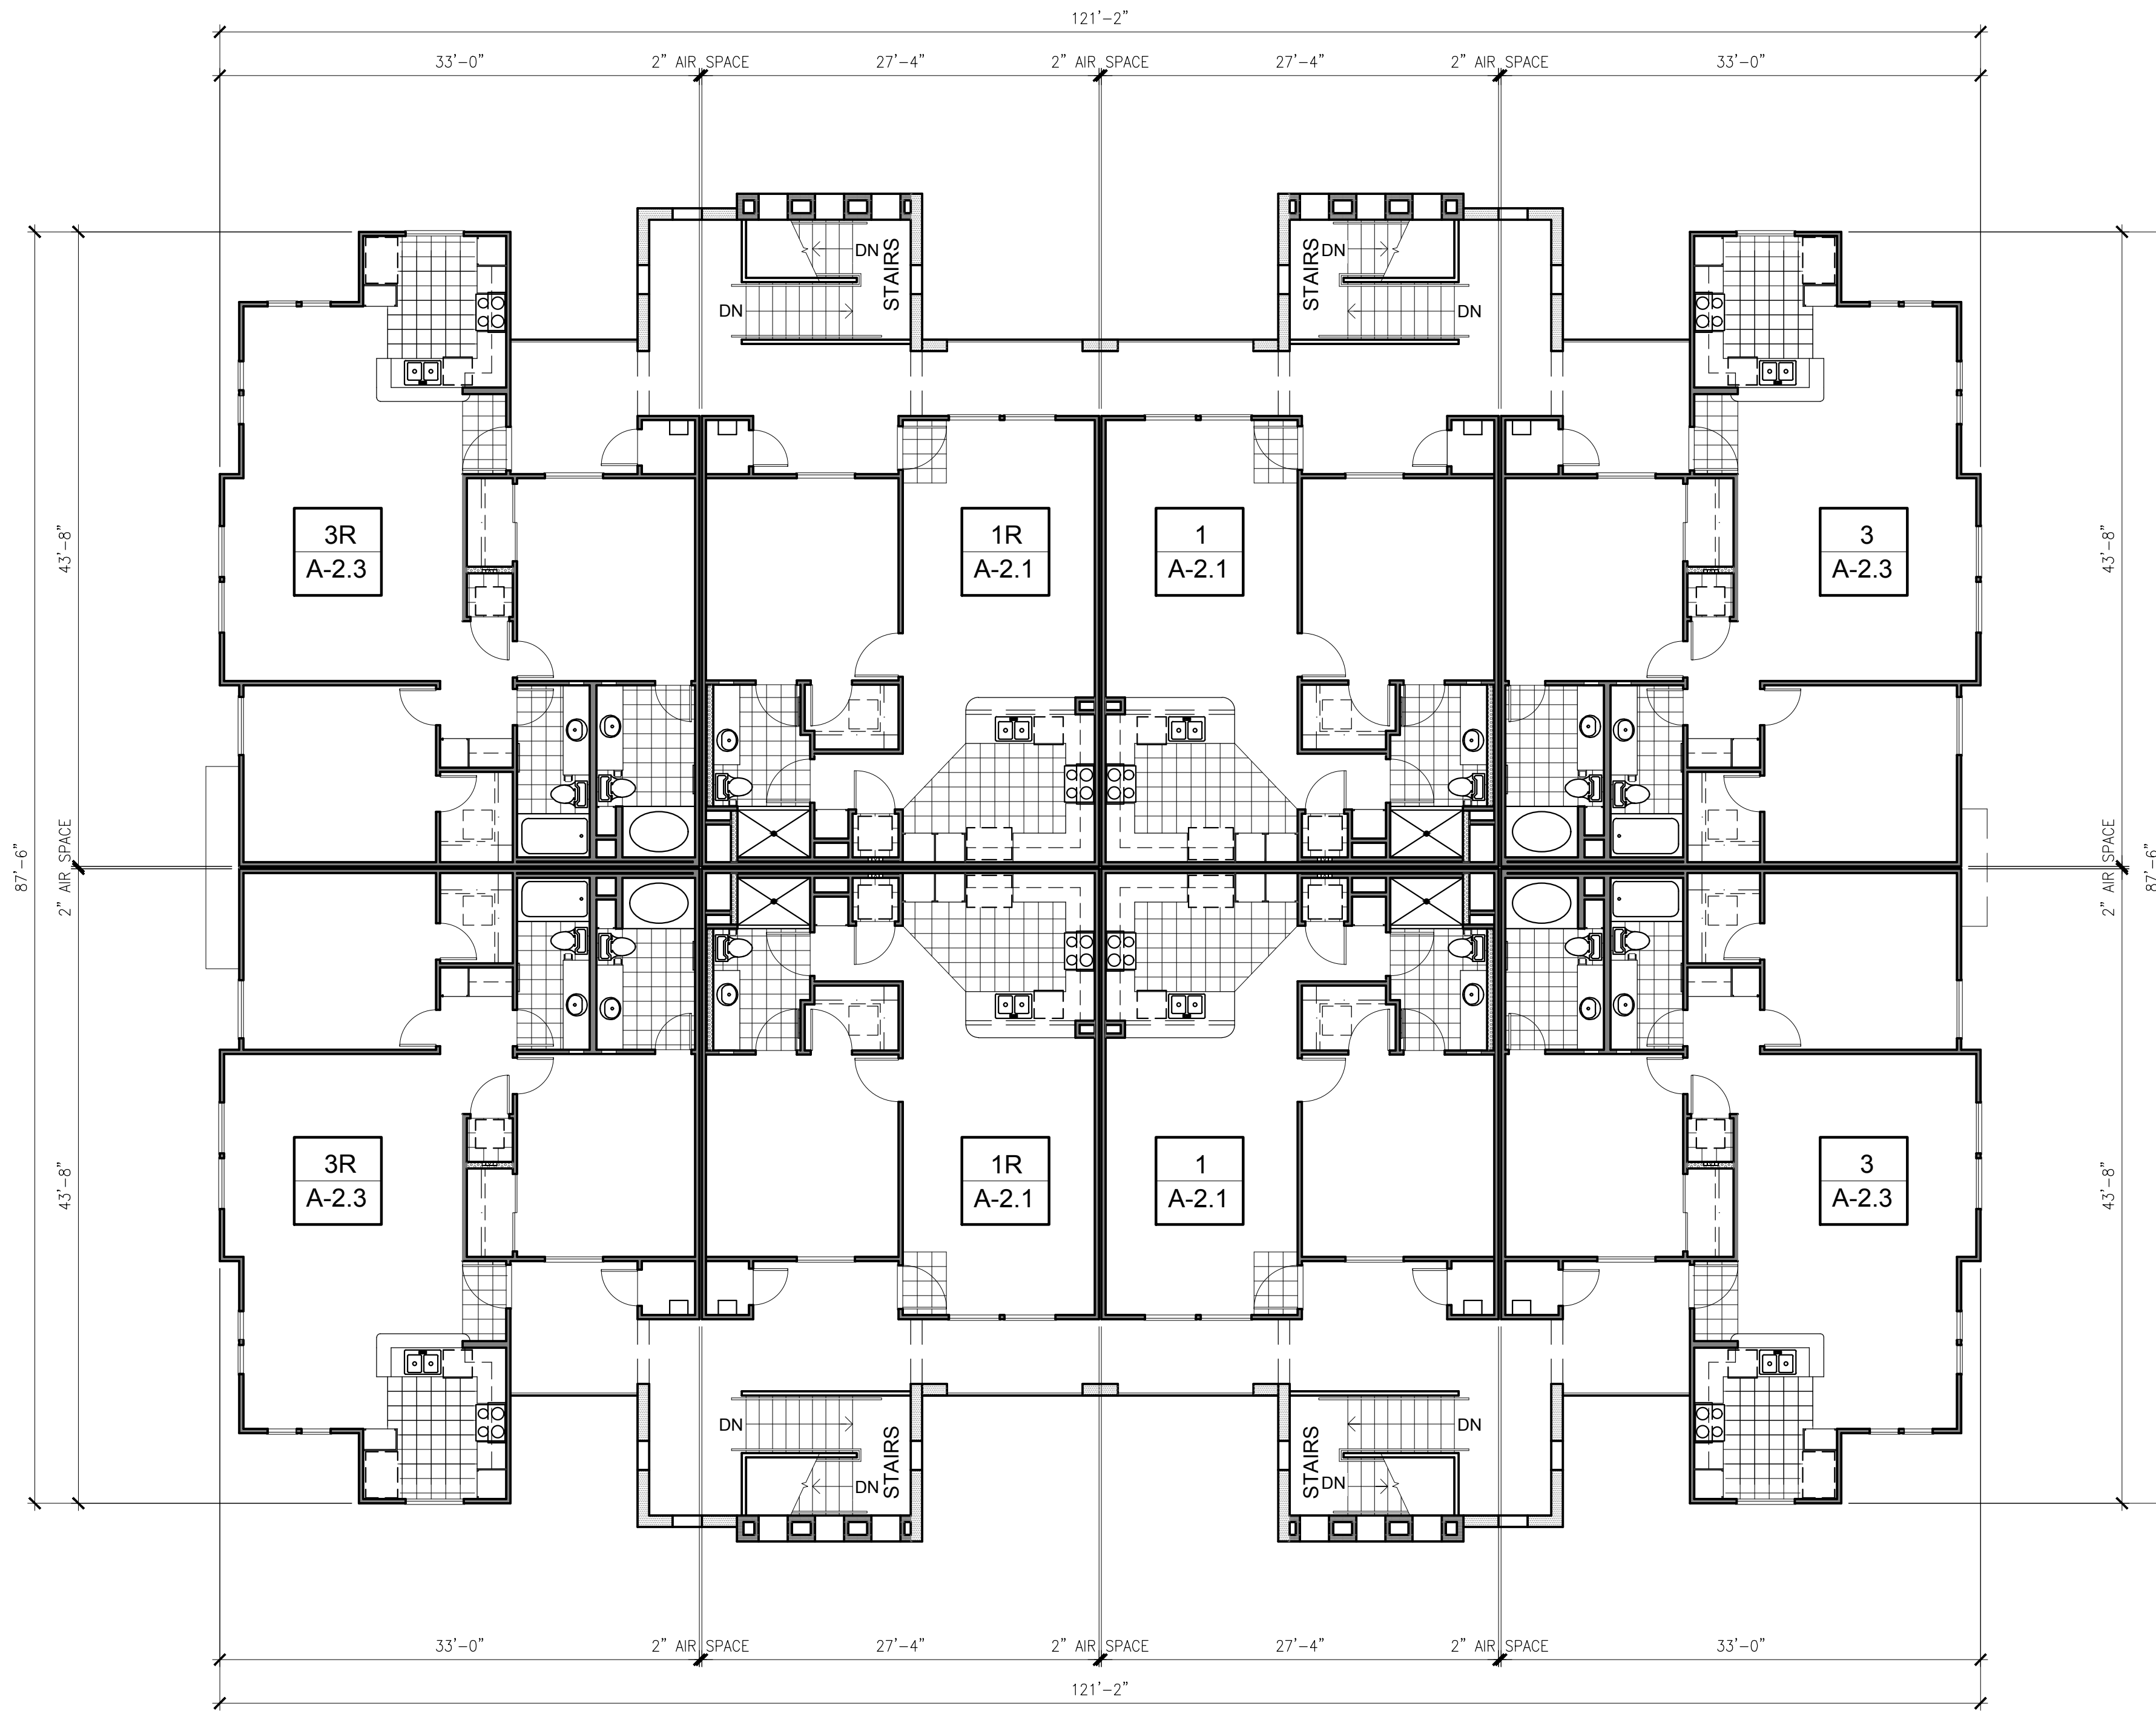 121'-2"
33'-0" 2" AIR SPACE 27'-4" 2" AIR SPACE 27'-4" 2" AIR SPACE 33'-0"
DN STAIRS STAIRS DN
DN DN
43'-8" 43'-8"
3R 1R 1 3
A-2.3 A-2.1 A-2.1 A-2.3
87'-6" 2" AIR SPACE 2" AIR SPACE 87'-6"
3R 1R 1 3
A-2.3 A-2.1 A-2.1 A-2.3
43'-8" 43'-8"
DN DN
DN STAIRS STAIRS DN
33'-0" 2" AIR SPACE 27'-4" 2" AIR SPACE 27'-4" 2" AIR SPACE 33'-0"
121'-2"